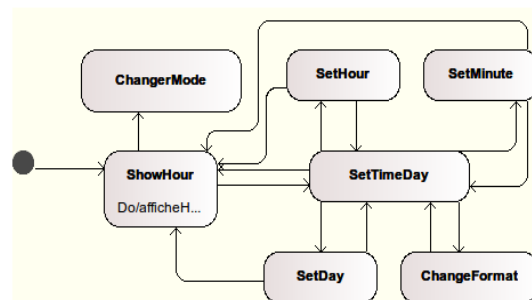 ChangerMode
SetHour
SetMinute
ShowHour
Do/afficheH...
SetTimeDay
SetDay
ChangeFormat